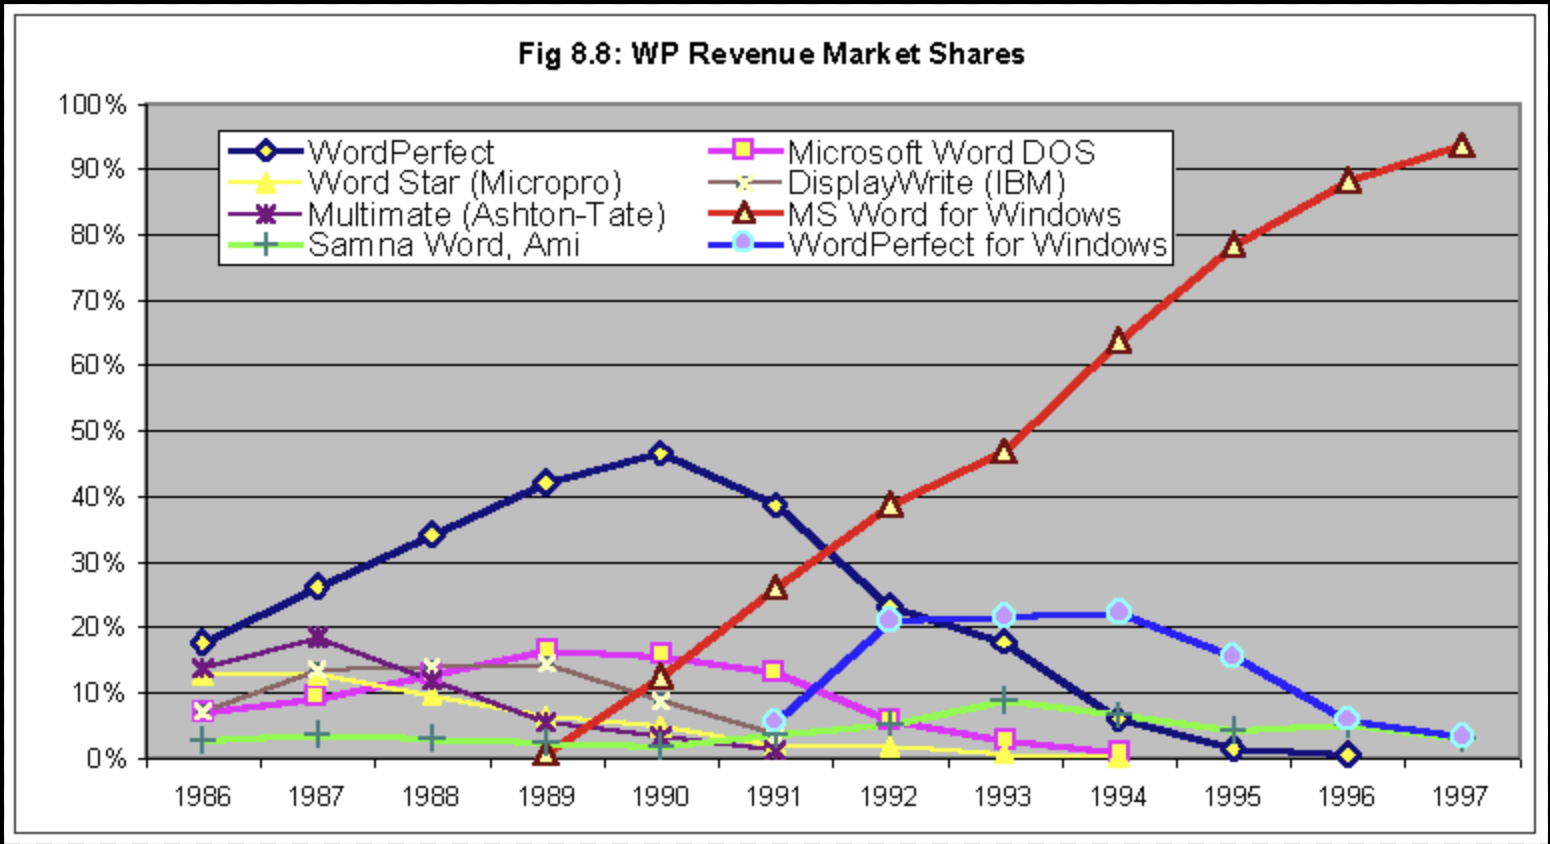 Fig 8.8: WP Revenue Market Shares
100%
90%
80%
70%
60%
50%
40%
30%
20%
10%
0%
WordPerfect
Microsoft Word DOS
Word Star (Micropro)
DisplayWrite (IBM)
Multimate (Ashton-Tate)
MS Word for Windows
Samna Word, Ami
WordPerfect for Windows
1986 1987 1988 1989 1990 1991 1992 1993 1994 1995 1996 1997